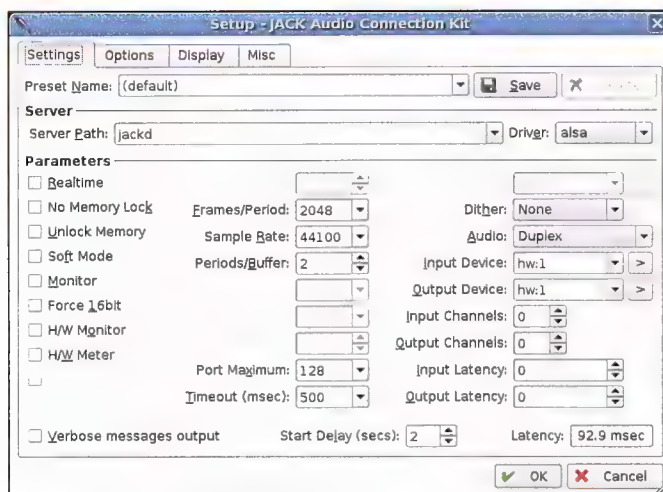 Setup - JACK Audio Connection Kit
Settings Options Display Misc
Preset Name: (default) Save
Server
Server Path: jackd Driver: alsa
Parameters
Realtime
No Memory Lock Frames/Period: 2048 Dither: None
Unlock Memory Sample Rate: 44100 Audio: Duplex
Soft Mode Periods/Buffer: 2 Input Device: hw:1 >
Monitor Output Device: hw:1 >
Force 16bit Input Channels: 0
H/W Monitor Output Channels: 0
H/W Meter Port Maximum: 128 Input Latency: 0
Timeout (msec): 500 Output Latency: 0
Verbose messages output Start Delay (secs): 2 Latency: 92.9 msec
OK Cancel